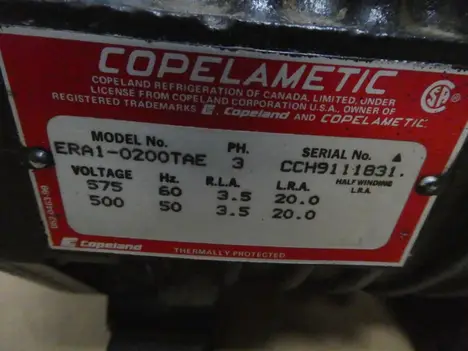 COPELAMETIC
COPELAND REFRIGERATION OF CANADA, LIMITED, UNDER
LICENSE FROM COPELAND CORPORATION U.S.A., OWNER OF
REGISTERED TRADEMARKS E. Copeland AND COPELAMETIC.
CSA
MODEL No. PH. SERIAL No. ▲
ERA1-0200TAE 3 CCH9111831.
VOLTAGE Hz. R.L.A. L.R.A. HALF WINDING L.R.A.
575 60 3.5 20.0
500 50 3.5 20.0
Copeland
THERMALLY PROTECTED